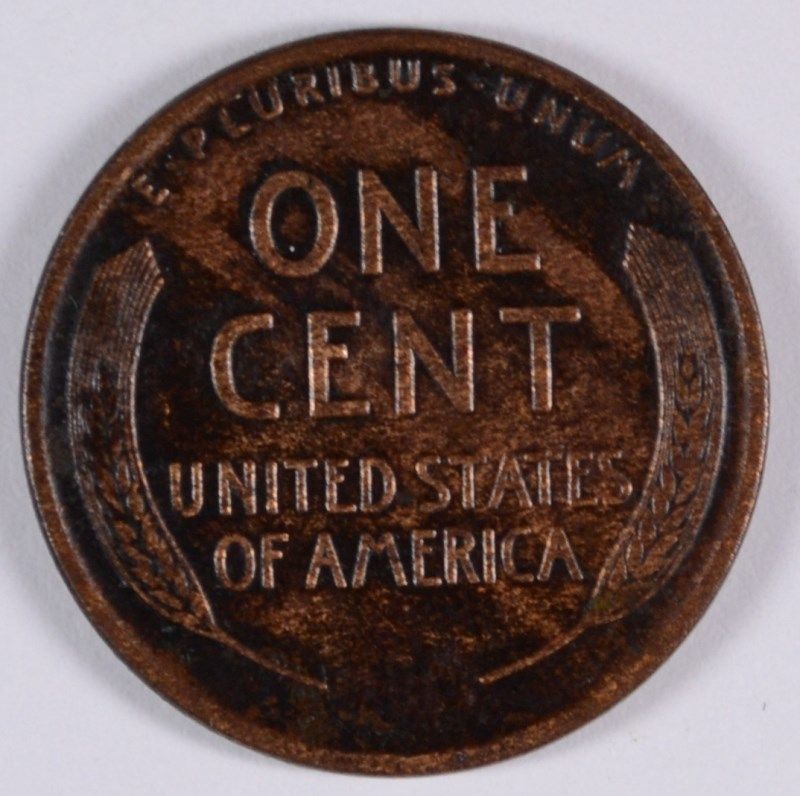 E·PLURIBUS·UNUM
ONE
CENT
UNITED STATES
OF AMERICA